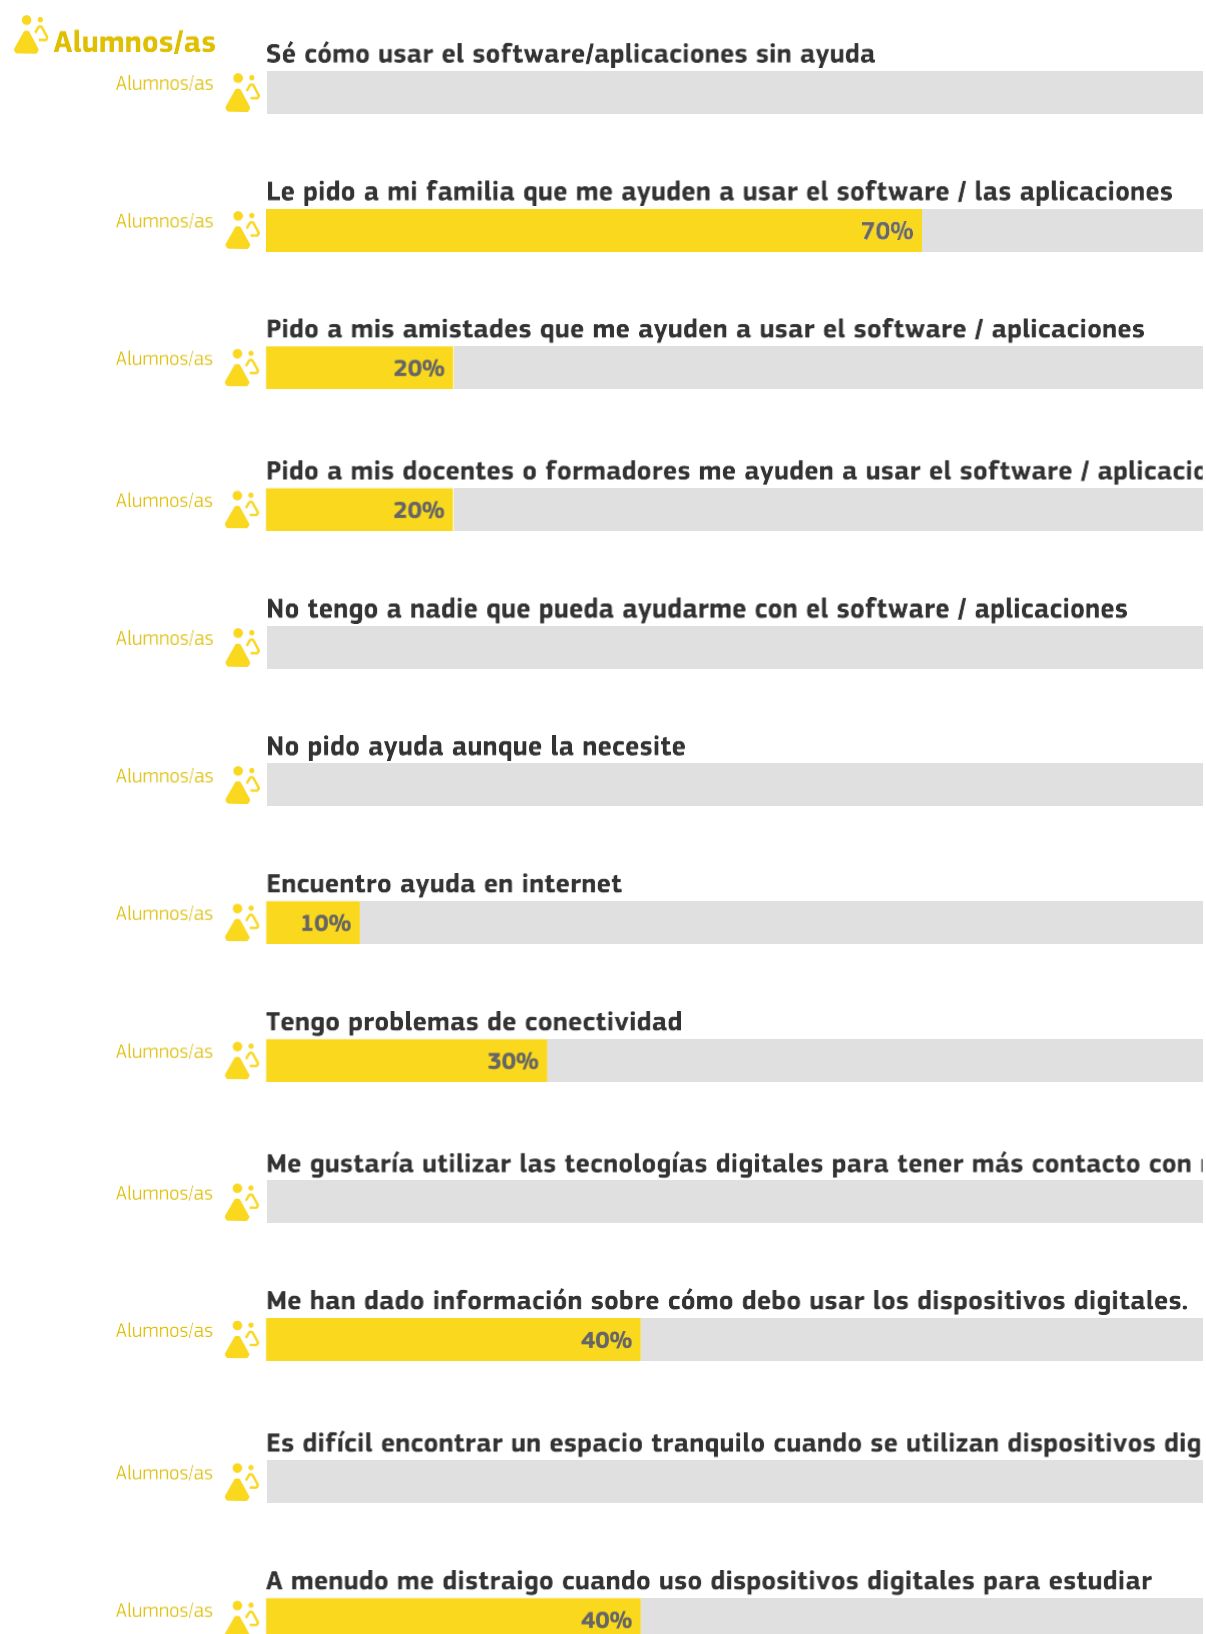 Alumnos/as
Sé cómo usar el software/aplicaciones sin ayuda
Alumnos/as
Le pido a mi familia que me ayuden a usar el software / las aplicaciones
Alumnos/as
70%
Pido a mis amistades que me ayuden a usar el software / aplicaciones
Alumnos/as
20%
Pido a mis docentes o formadores me ayuden a usar el software / aplicacio
Alumnos/as
20%
No tengo a nadie que pueda ayudarme con el software / aplicaciones
Alumnos/as
No pido ayuda aunque la necesite
Alumnos/as
Encuentro ayuda en internet
Alumnos/as
10%
Tengo problemas de conectividad
Alumnos/as
30%
Me gustaría utilizar las tecnologías digitales para tener más contacto con
Alumnos/as
Me han dado información sobre cómo debo usar los dispositivos digitales.
Alumnos/as
40%
Es difícil encontrar un espacio tranquilo cuando se utilizan dispositivos dig
Alumnos/as
A menudo me distraigo cuando uso dispositivos digitales para estudiar
Alumnos/as
40%